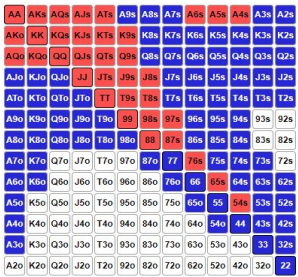 AA AKs AQs AJs ATs A9s A8s A7s A6s A5s A4s A3s A2s
AKo KK KQs KJs KTs K9s K8s K7s K6s K5s K4s K3s K2s
AQo KQo QQ QJs QTs Q9s Q8s Q7s Q6s Q5s Q4s Q3s Q2s
AJo KJo QJo JJ JTs J9s J8s J7s J6s J5s J4s J3s J2s
ATo KTo QTo JTo TT T9s T8s T7s T6s T5s T4s T3s T2s
A9o K9o Q9o J9o T9o 99 98s 97s 96s 95s 94s 93s 92s
A8o K8o Q8o J8o T8o 98o 88 87s 86s 85s 84s 83s 82s
A7o K7o Q7o J7o T7o 97o 87o 77 76s 75s 74s 73s 72s
A6o K6o Q6o J6o T6o 96o 86o 76o 66 65s 64s 63s 62s
A5o K5o Q5o J5o T5o 95o 85o 75o 65o 55 54s 53s 52s
A4o K4o Q4o J4o T4o 94o 84o 74o 64o 54o 44 43s 42s
A3o K3o Q3o J3o T3o 93o 83o 73o 63o 53o 43o 33 32s
A2o K2o Q2o J2o T2o 92o 82o 72o 62o 52o 42o 32o 22